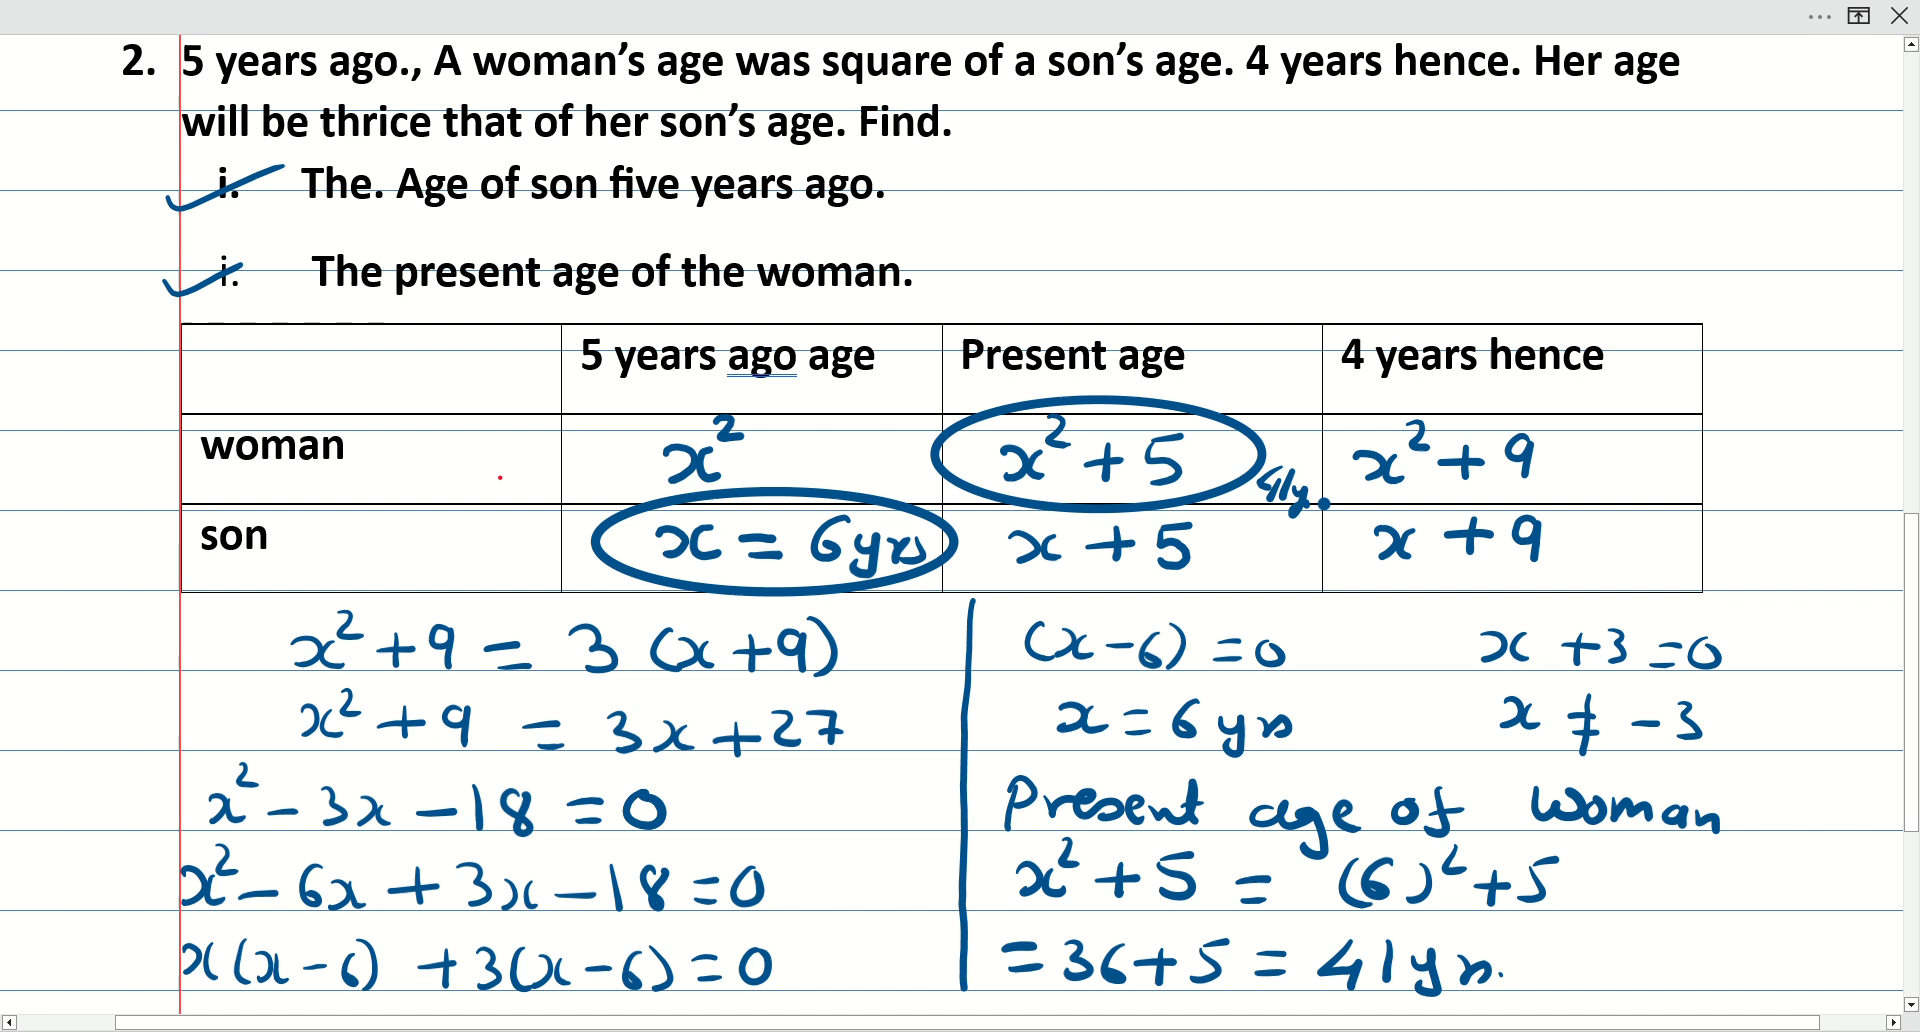 2. 5 years ago., A woman’s age was square of a son’s age. 4 years hence. Her age
will be thrice that of her son’s age. Find.
i. The. Age of son five years ago.
i. The present age of the woman.
5 years ago age Present age 4 years hence
woman x² x² + 5 41y. x² + 9
son x = 6yrs x + 5 x + 9
x² + 9 = 3 (x + 9)
x² + 9 = 3x + 27
x² - 3x - 18 = 0
x² - 6x + 3x - 18 = 0
x(x - 6) + 3(x - 6) = 0
(x - 6) = 0 x + 3 = 0
x = 6 yrs x ≠ - 3
Present age of woman
x² + 5 = (6)² + 5
= 36 + 5 = 41 yrs.